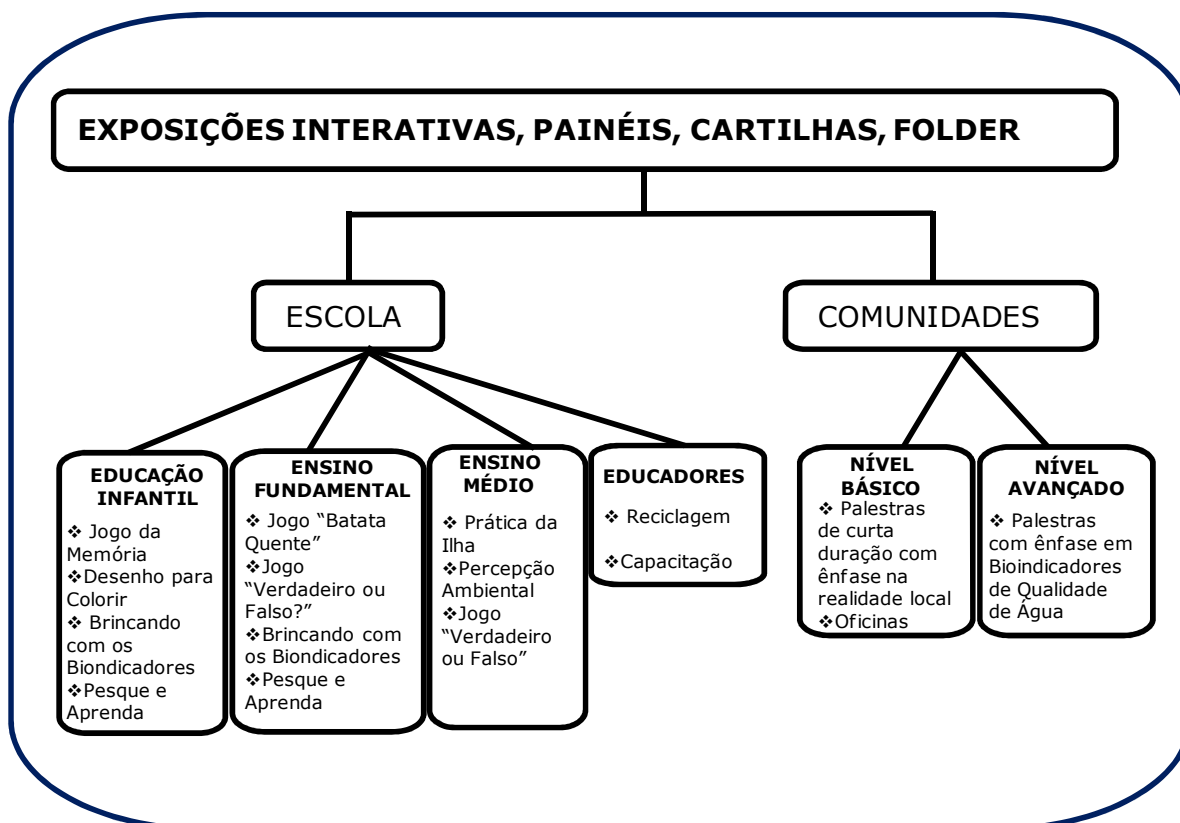 EXPOSIÇÕES INTERATIVAS, PAINÉIS, CARTILHAS, FOLDER
ESCOLA
COMUNIDADES
EDUCAÇÃO
INFANTIL
❖ Jogo da
Memória
❖Desenho para
Colorir
❖ Brincando
com os
Biondicadores
❖Pesque e
Aprenda
ENSINO
FUNDAMENTAL
❖ Jogo “Batata
Quente”
❖ Jogo
“Verdadeiro ou
Falso?”
❖Brincando com
os Biondicadores
❖Pesque e
Aprenda
ENSINO
MÉDIO
❖ Prática da
Ilha
❖Percepção
Ambiental
❖Jogo
“Verdadeiro
ou Falso”
EDUCADORES
❖ Reciclagem
❖Capacitação
NÍVEL
BÁSICO
❖ Palestras
de curta
duração com
ênfase na
realidade local
❖Oficinas
NÍVEL
AVANÇADO
❖ Palestras
com ênfase em
Bioindicadores
de Qualidade
de Água